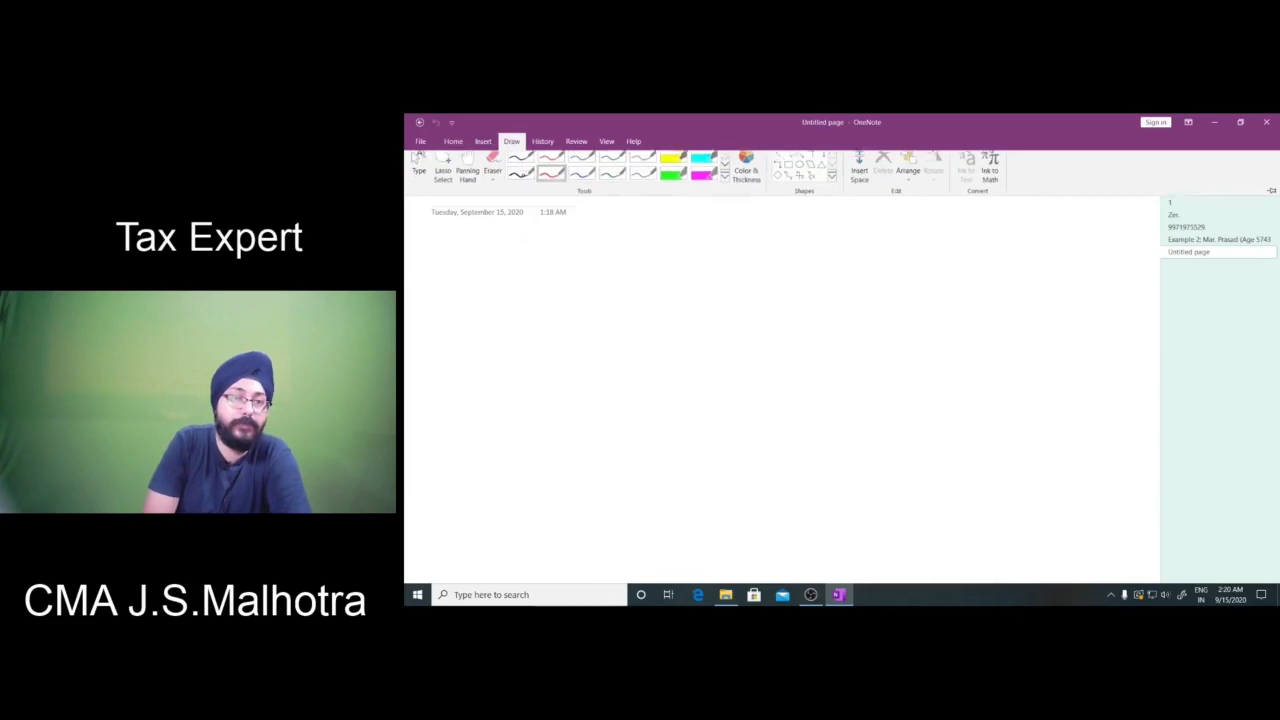 Tax Expert
CMA J.S.Malhotra
Untitled page - OneNote
Sign in
File Home Insert Draw History Review View Help
Type
Lasso Select
Panning Hand
Eraser
Color & Thickness
Insert Space
Delete
Arrange
Rotate
Ink to Text
Ink to Math
Tools
Shapes
Edit
Convert
Tuesday, September 15, 2020 1:18 AM
1
Zer.
9971975529.
Example 2: Mar. Prasad (Age 5743
Untitled page
Type here to search
ENG
IN
2:20 AM
9/15/2020